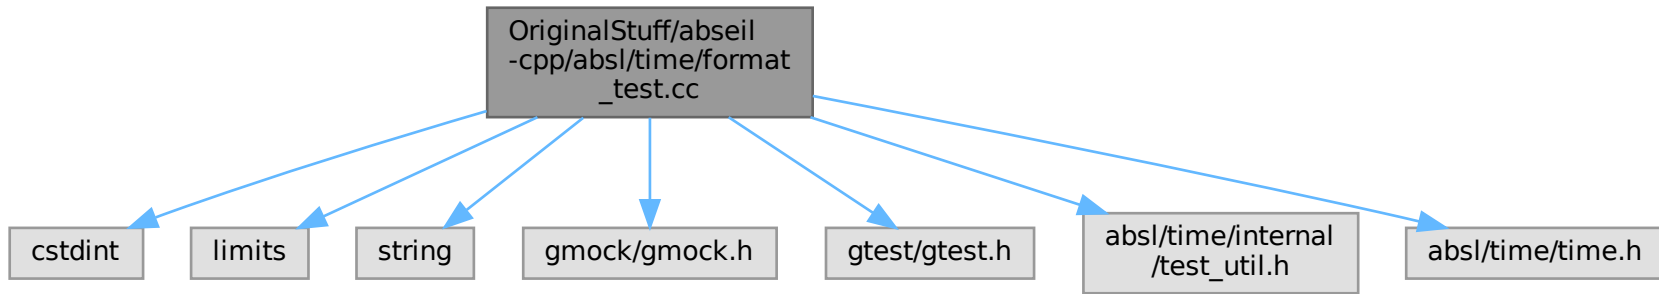 OriginalStuff/abseil
-cpp/absl/time/format
_test.cc
cstdint
limits
string
gmock/gmock.h
gtest/gtest.h
absl/time/internal
/test_util.h
absl/time/time.h